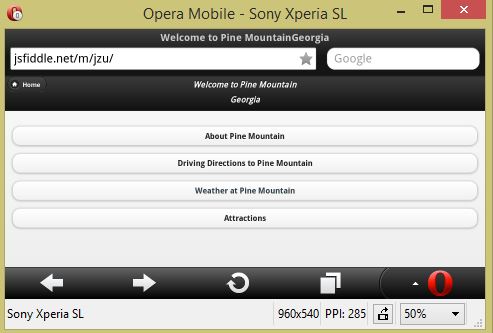 Opera Mobile - Sony Xperia SL
Welcome to Pine MountainGeorgia
jsfiddle.net/m/jzu/
Google
Home
Welcome to Pine Mountain
Georgia
About Pine Mountain
Driving Directions to Pine Mountain
Weather at Pine Mountain
Attractions
Sony Xperia SL
960x540 PPI: 285
50%